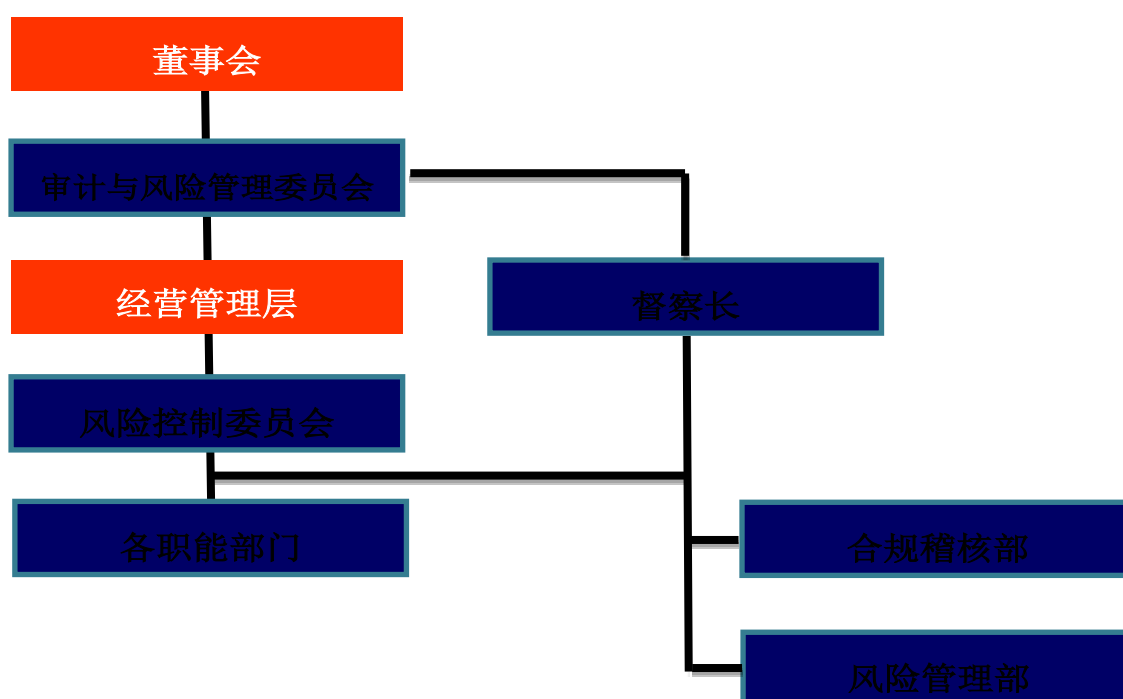 董事会
审计与风险管理委员会
经营管理层
督察长
风险控制委员会
各职能部门
合规稽核部
风险管理部